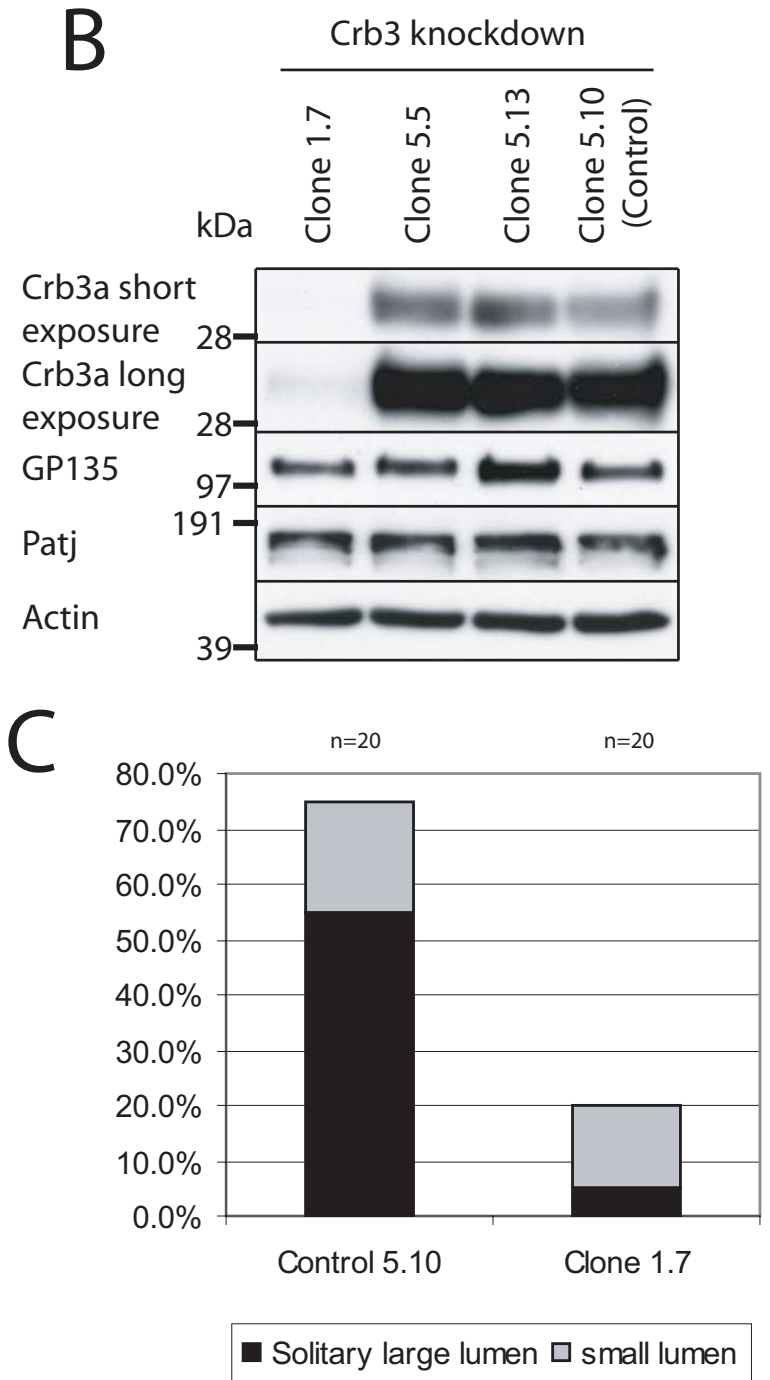 B
Crb3 knockdown
Clone 1.7
Clone 5.5
Clone 5.13
Clone 5.10
(Control)
kDa
Crb3a short
exposure
28
Crb3a long
exposure
28
GP135
97
191
Patj
Actin
39
C
n=20 n=20
80.0%
70.0%
60.0%
50.0%
40.0%
30.0%
20.0%
10.0%
0.0%
Control 5.10 Clone 1.7
Solitary large lumen small lumen